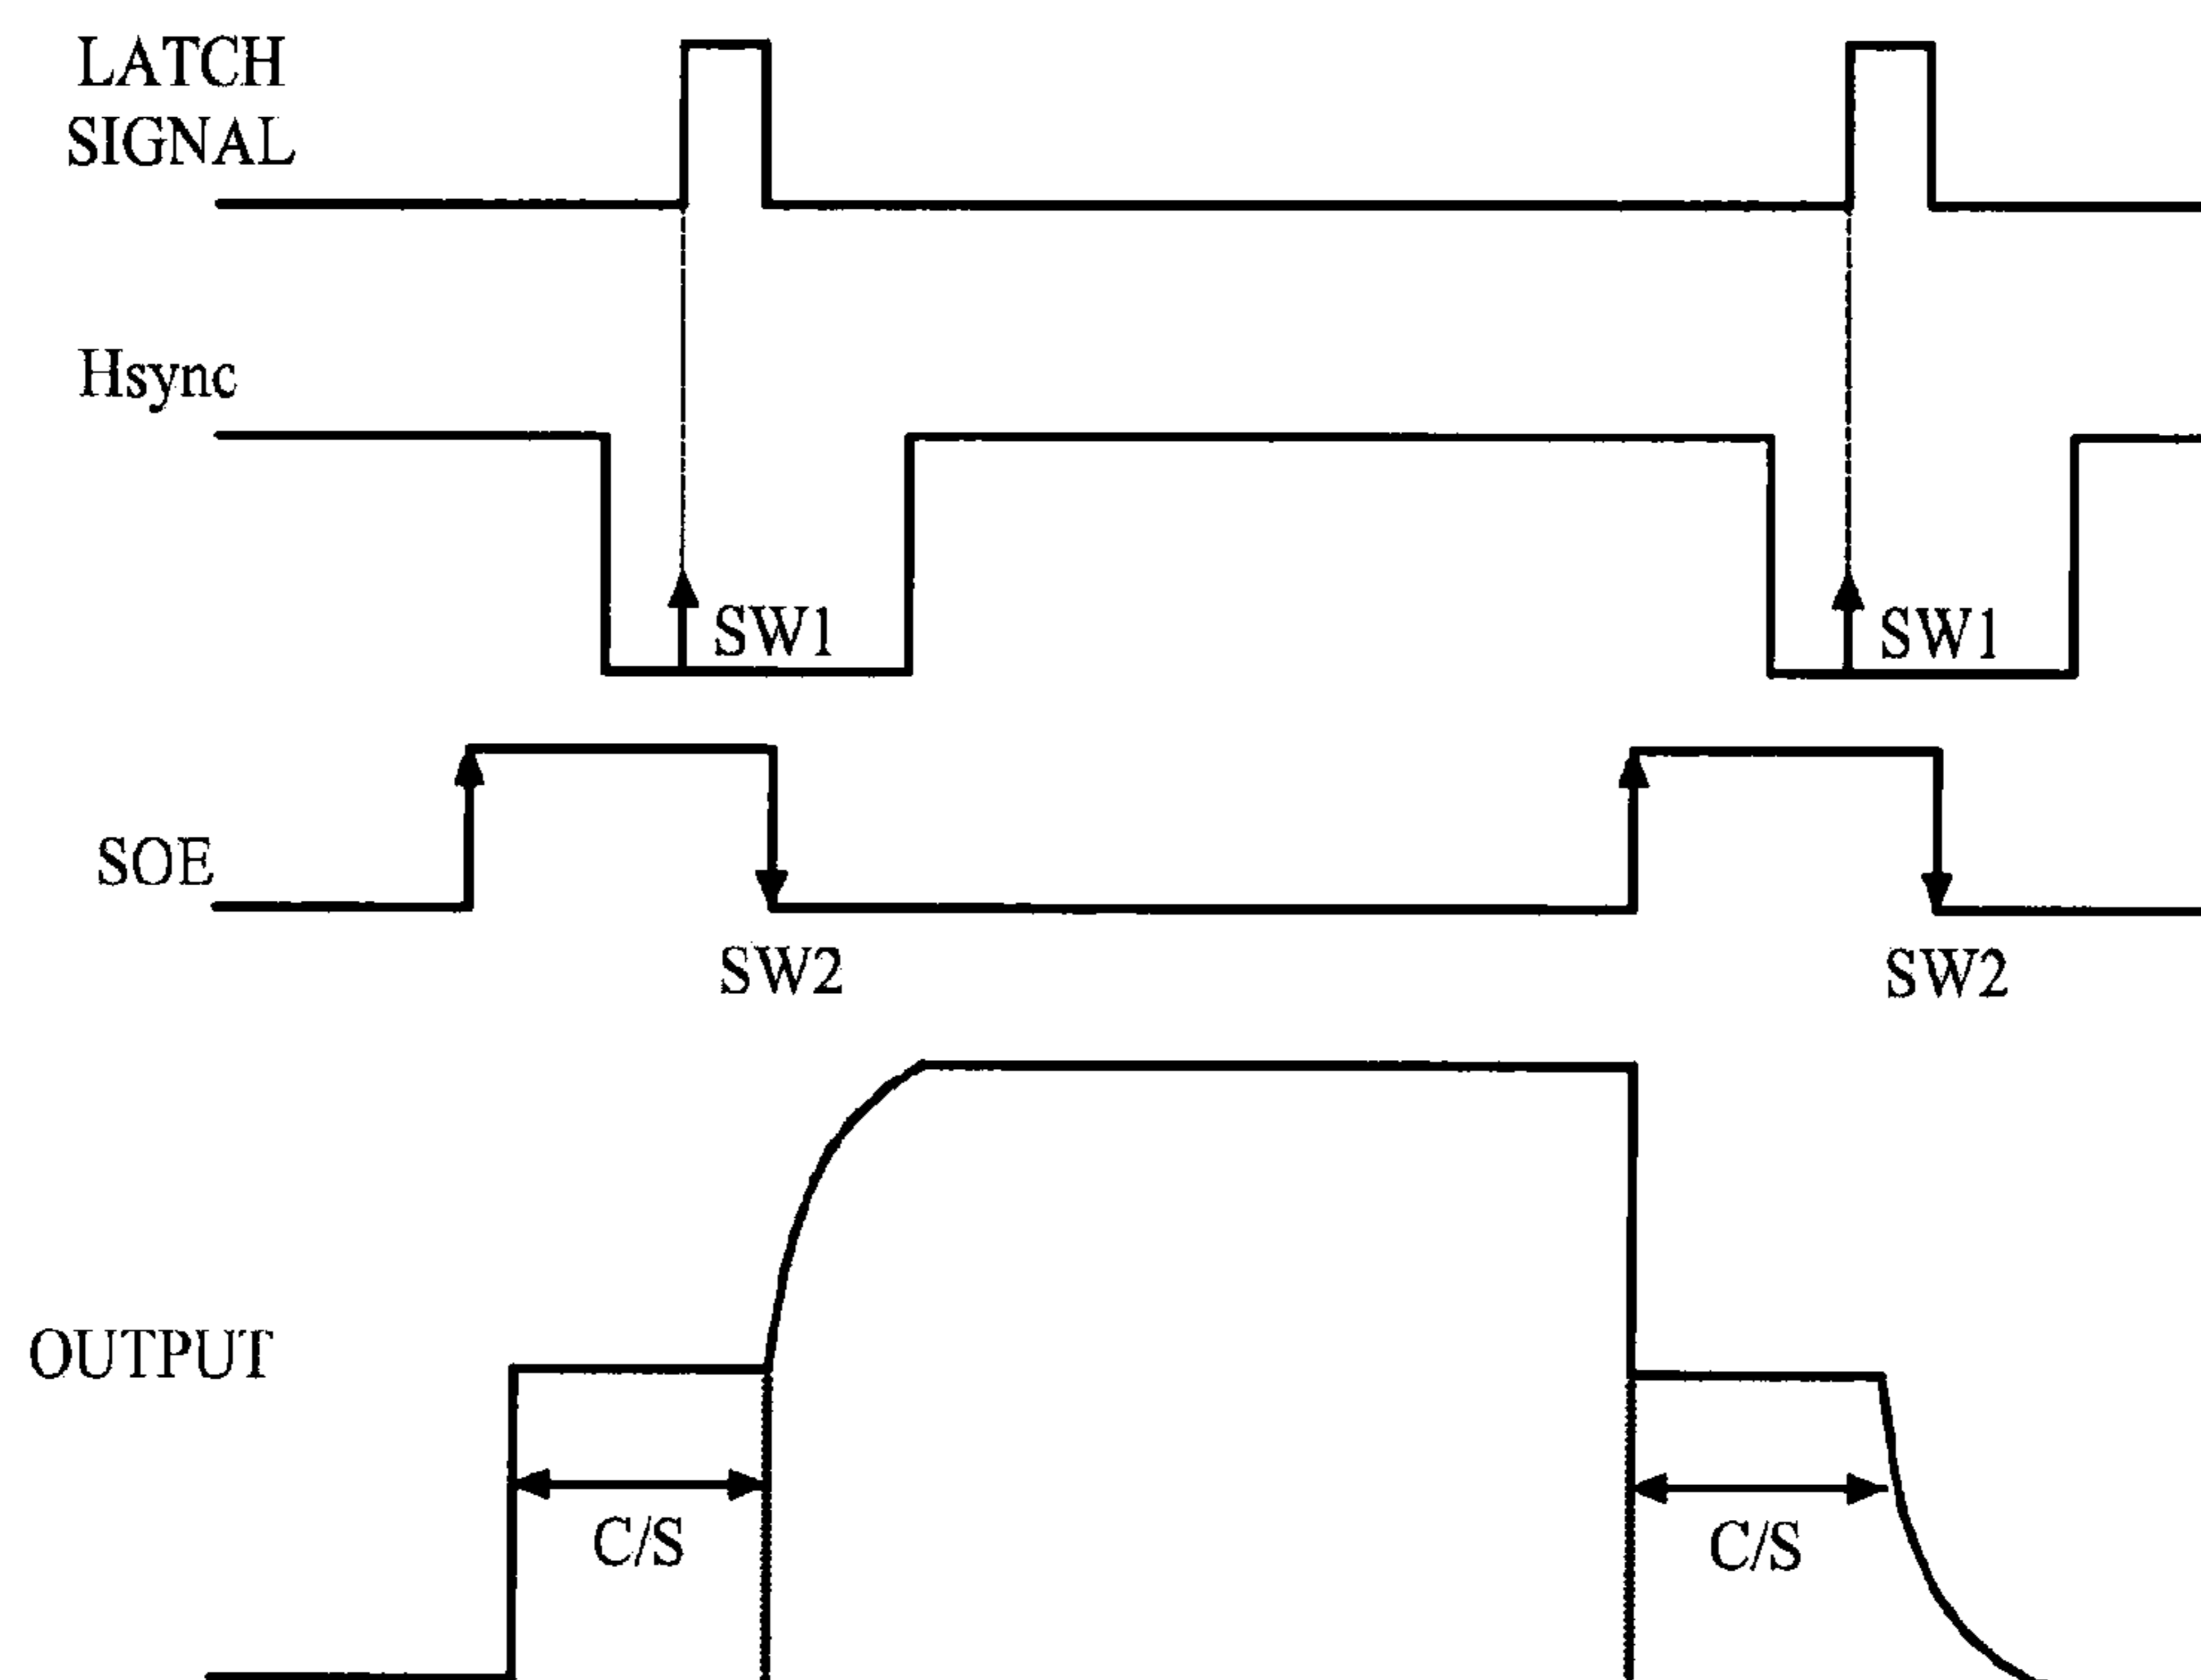 LATCH
SIGNAL
Hsync
SW1
SW1
SOE
SW2
SW2
OUTPUT
C/S
C/S